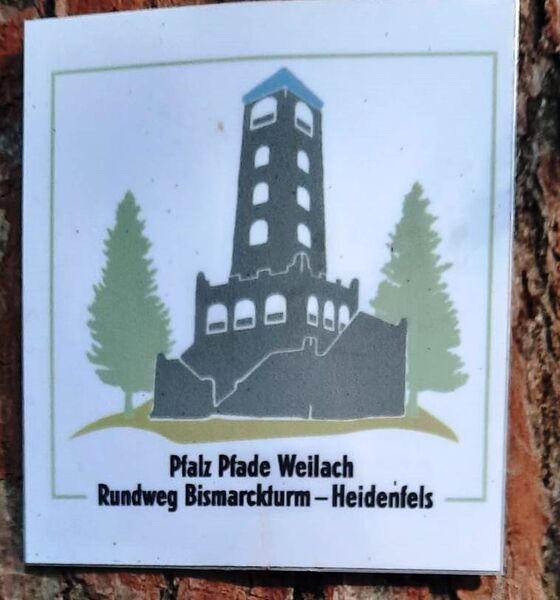 Pfalz Pfade Weilach
Rundweg Bismarckturm – Heidenfels